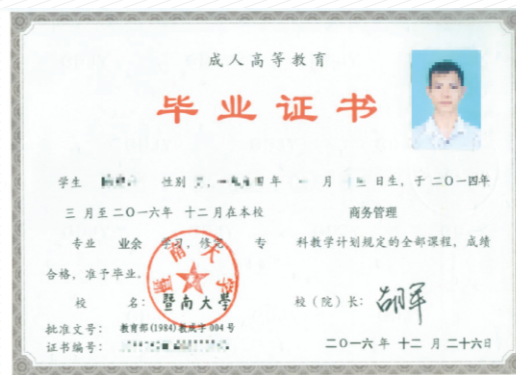 成人高等教育
毕业证书
学生 性别 年 一月 日生，于二〇一四年
三月至二〇一六年 十二月在本校 商务管理
专业 业余 学习，修完 专 科教学计划规定的全部课程，成绩
合格，准予毕业。
校 名： 暨南大学 校（院）长： 胡军
批准文号： 教育部(1984)教成字004号
证书编号： 二〇一六年 十二月 二十六日